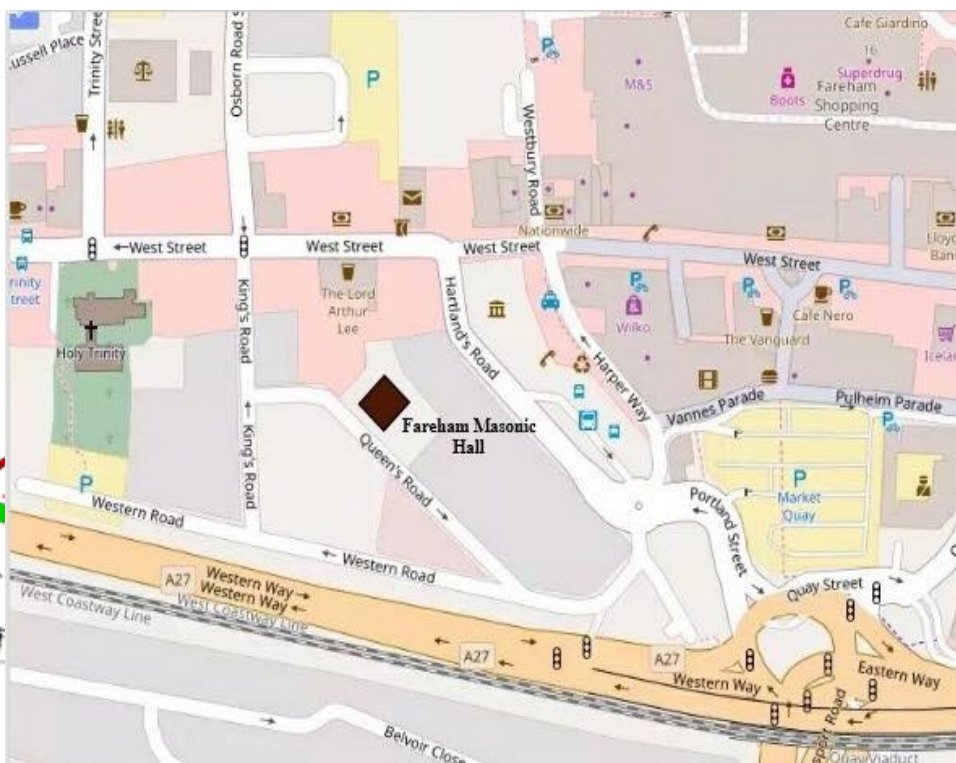 Russell Place
Trinity Street
Osborn Road S
P
P
M&S
Westbury Road
Boots
Cafe Giardino
16
Superdrug
Fareham
Shopping
Centre
West Street
West Street
West Street
Nationwide
West Street
Lloyds
Bank
Trinity
Street
The Lord
Arthur
Lee
King's Road
Hartland's Road
P
P
P
Wilko
Cafe Nero
The Vanguard
Iceland
Holy Trinity
Harper Way
Vannes Parade
Pulheim Parade
P
Fareham Masonic
Hall
King's Road
Queen's Road
P
Western Road
P
Market
Quay
Portland Street
Western Road
Quay Street
A27
Western Way
Western Way
West Coastway Line
West Coastway Line
A27
A27
Western Way
Eastern Way
Belvoir Close
Quay Viaduct